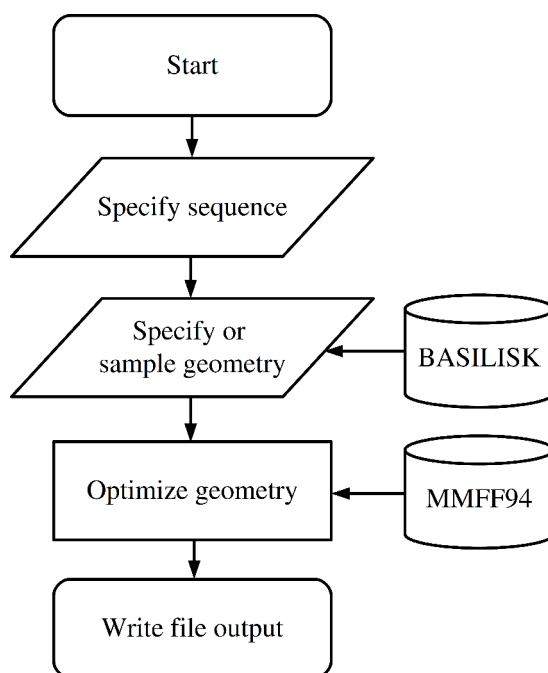 Start
Specify sequence
Specify or
sample geometry
BASILISK
Optimize geometry
MMFF94
Write file output